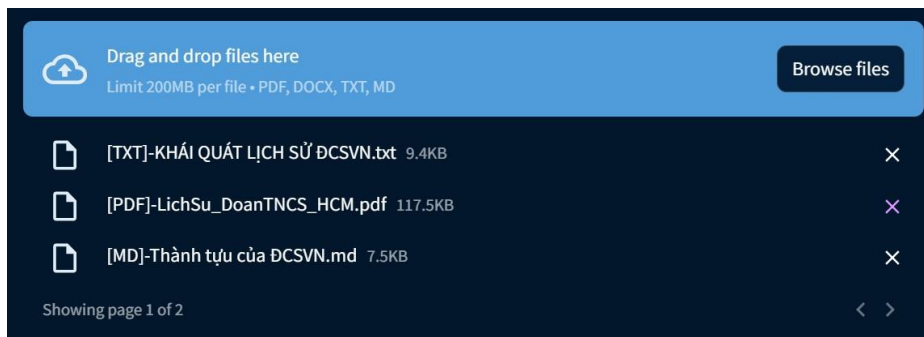 Drag and drop files here
Limit 200MB per file • PDF, DOCX, TXT, MD
Browse files
[TXT]-KHÁI QUÁT LỊCH SỬ ĐCSVN.txt 9.4KB
[PDF]-LichSu_DoanTNCS_HCM.pdf 117.5KB
[MD]-Thành tựu của ĐCSVN.md 7.5KB
Showing page 1 of 2